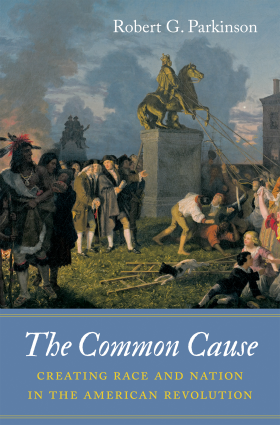 Robert G. Parkinson
The Common Cause
CREATING RACE AND NATION
IN THE AMERICAN REVOLUTION